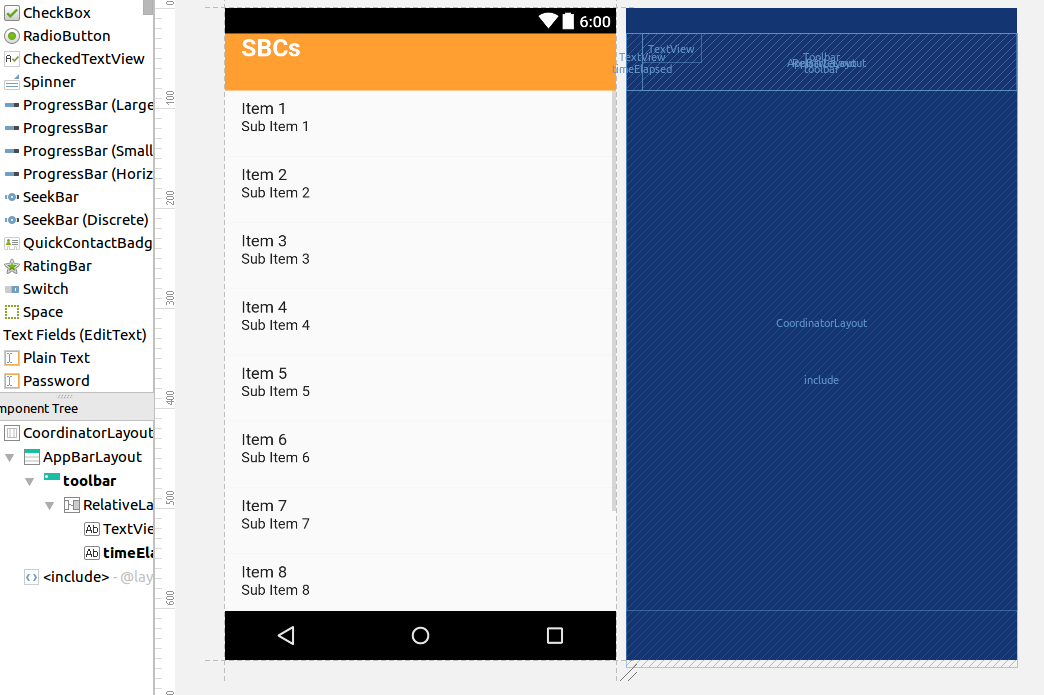 CheckBox
RadioButton
CheckedTextView
Spinner
ProgressBar (Large
ProgressBar
ProgressBar (Small
ProgressBar (Horiz
SeekBar
SeekBar (Discrete)
QuickContactBadg
RatingBar
Switch
Space
Text Fields (EditText)
Plain Text
Password
mponent Tree
CoordinatorLayout
AppBarLayout
toolbar
RelativeLa
Ab TextVie
Ab timeEla
<include> - @lay
0
100
200
300
400
500
600
6:00
SBCs
Item 1
Sub Item 1
Item 2
Sub Item 2
Item 3
Sub Item 3
Item 4
Sub Item 4
Item 5
Sub Item 5
Item 6
Sub Item 6
Item 7
Sub Item 7
Item 8
Sub Item 8
TextView
TextView
timeElapsed
Toolbar
toolbar
CoordinatorLayout
include